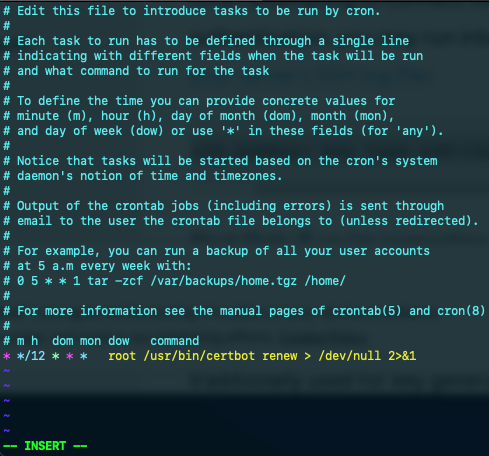 # Edit this file to introduce tasks to be run by cron.
#
# Each task to run has to be defined through a single line
# indicating with different fields when the task will be run
# and what command to run for the task
#
# To define the time you can provide concrete values for
# minute (m), hour (h), day of month (dom), month (mon),
# and day of week (dow) or use '*' in these fields (for 'any').
#
# Notice that tasks will be started based on the cron's system
# daemon's notion of time and timezones.
#
# Output of the crontab jobs (including errors) is sent through
# email to the user the crontab file belongs to (unless redirected).
#
# For example, you can run a backup of all your user accounts
# at 5 a.m every week with:
# 0 5 * * 1 tar -zcf /var/backups/home.tgz /home/
#
# For more information see the manual pages of crontab(5) and cron(8)
#
# m h  dom mon dow   command
* */12 * * *   root /usr/bin/certbot renew > /dev/null 2>&1
~
~
~
~
~
-- INSERT --